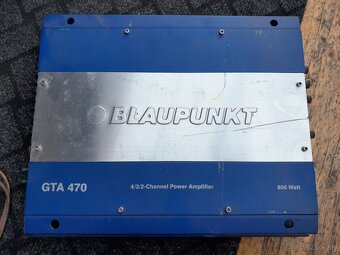 BLAUPUNKT
GTA 470
4/3/2-Channel Power Amplifier
800 Watt